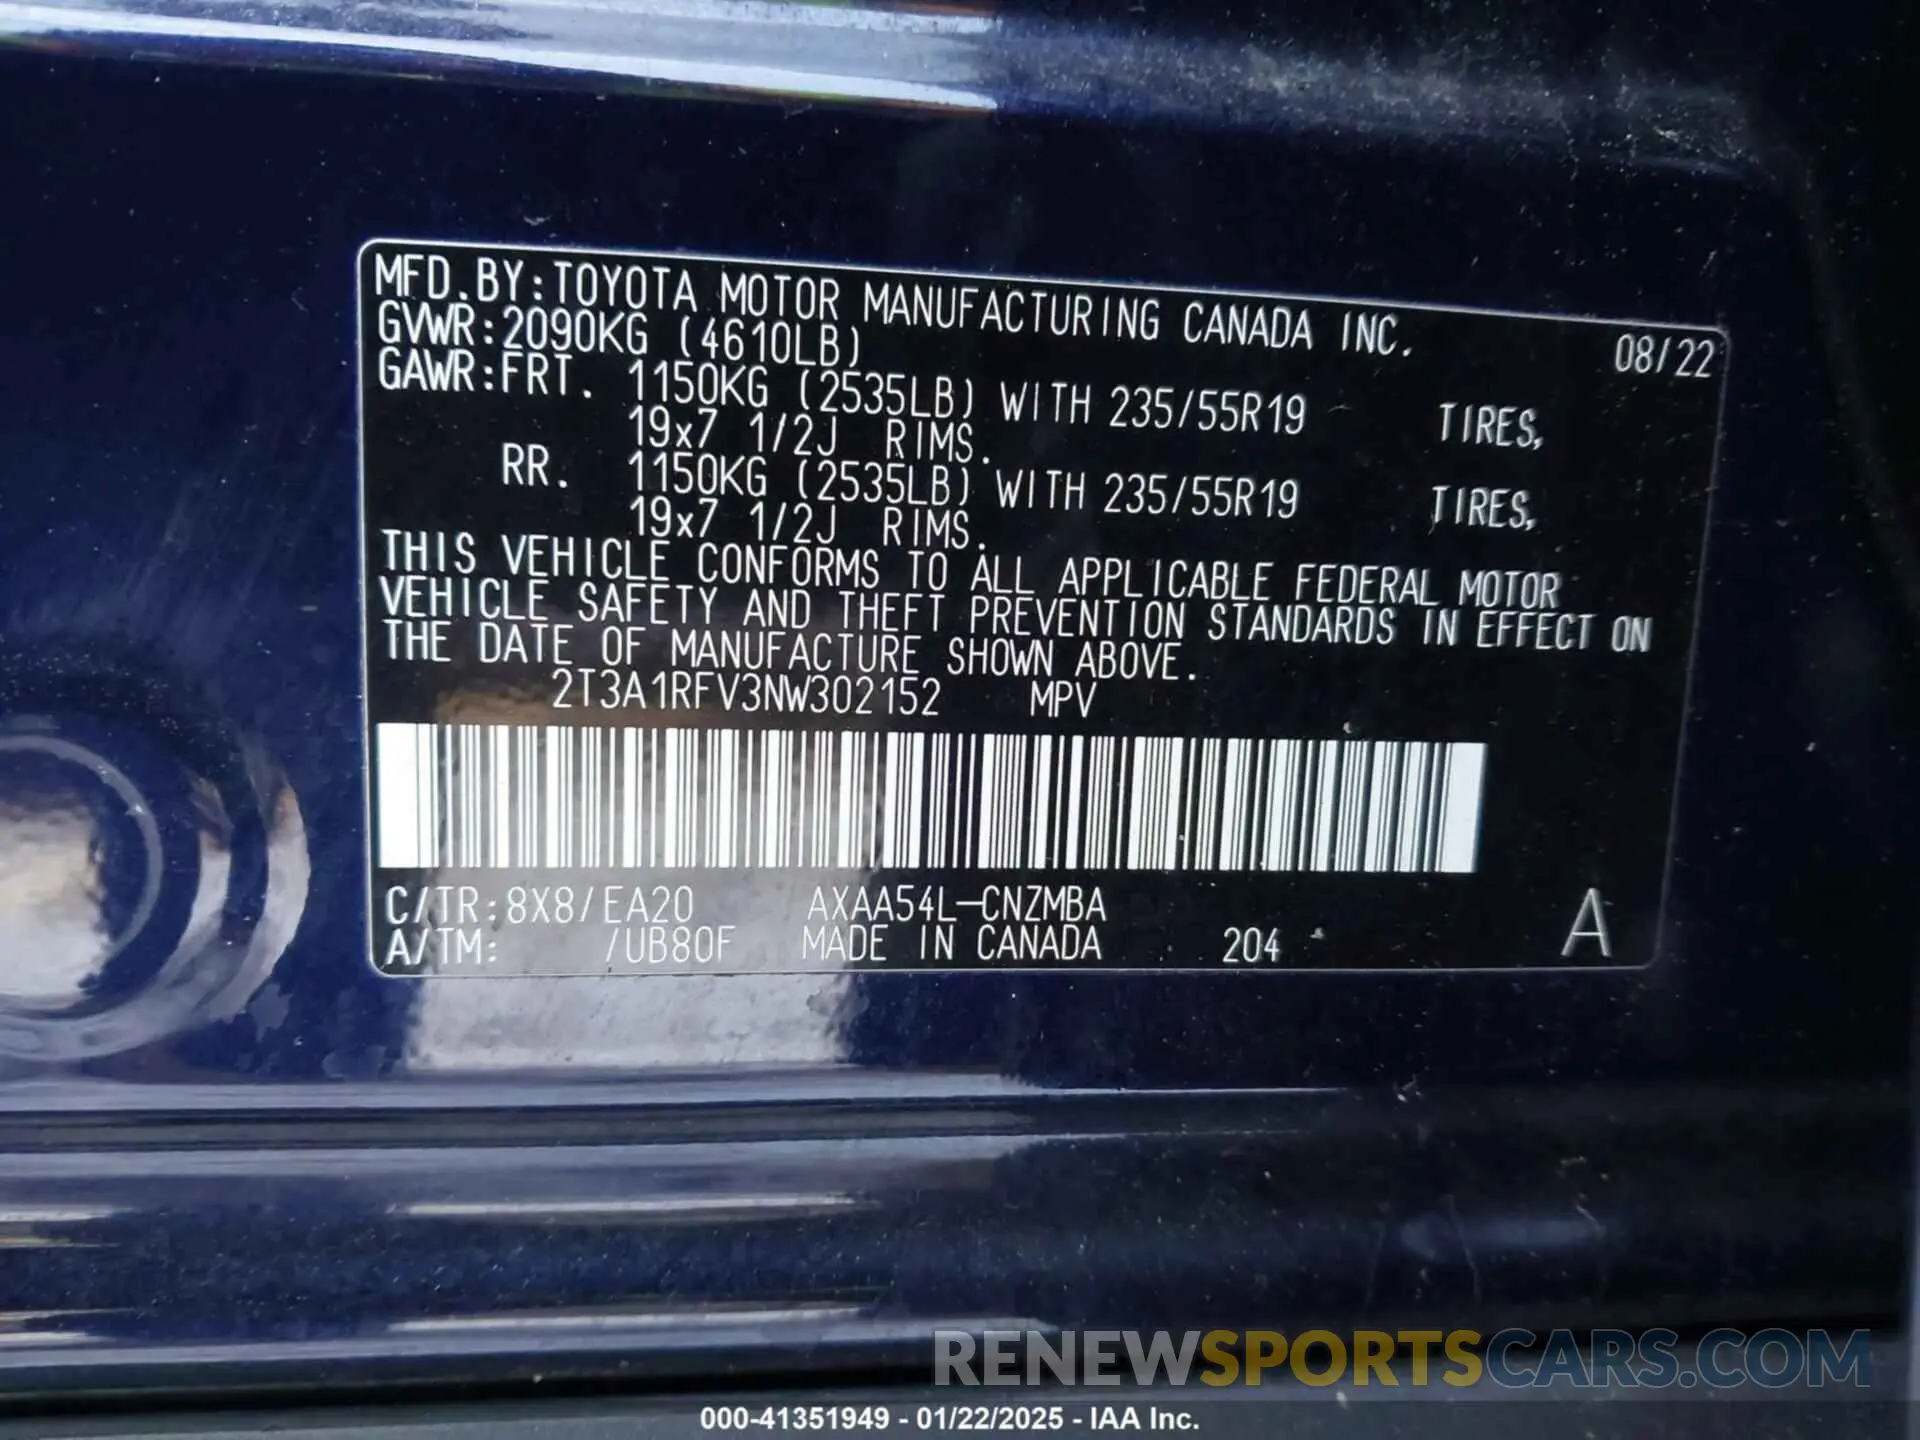 MFD.BY:TOYOTA MOTOR MANUFACTURING CANADA INC. 08/22
GVWR:2090KG (4610LB)
GAWR:FRT. 1150KG (2535LB) WITH 235/55R19 TIRES,
19x7 1/2J RIMS.
RR. 1150KG (2535LB) WITH 235/55R19 TIRES,
19x7 1/2J RIMS.
THIS VEHICLE CONFORMS TO ALL APPLICABLE FEDERAL MOTOR
VEHICLE SAFETY AND THEFT PREVENTION STANDARDS IN EFFECT ON
THE DATE OF MANUFACTURE SHOWN ABOVE.
2T3A1RFV3NW302152 MPV
C/TR:8X8/EA20 AXAA54L-CNZMBA A
A/TM: /UB80F MADE IN CANADA 204
RENEWSPORTSCARS.COM
000-41351949 - 01/22/2025 - IAA Inc.